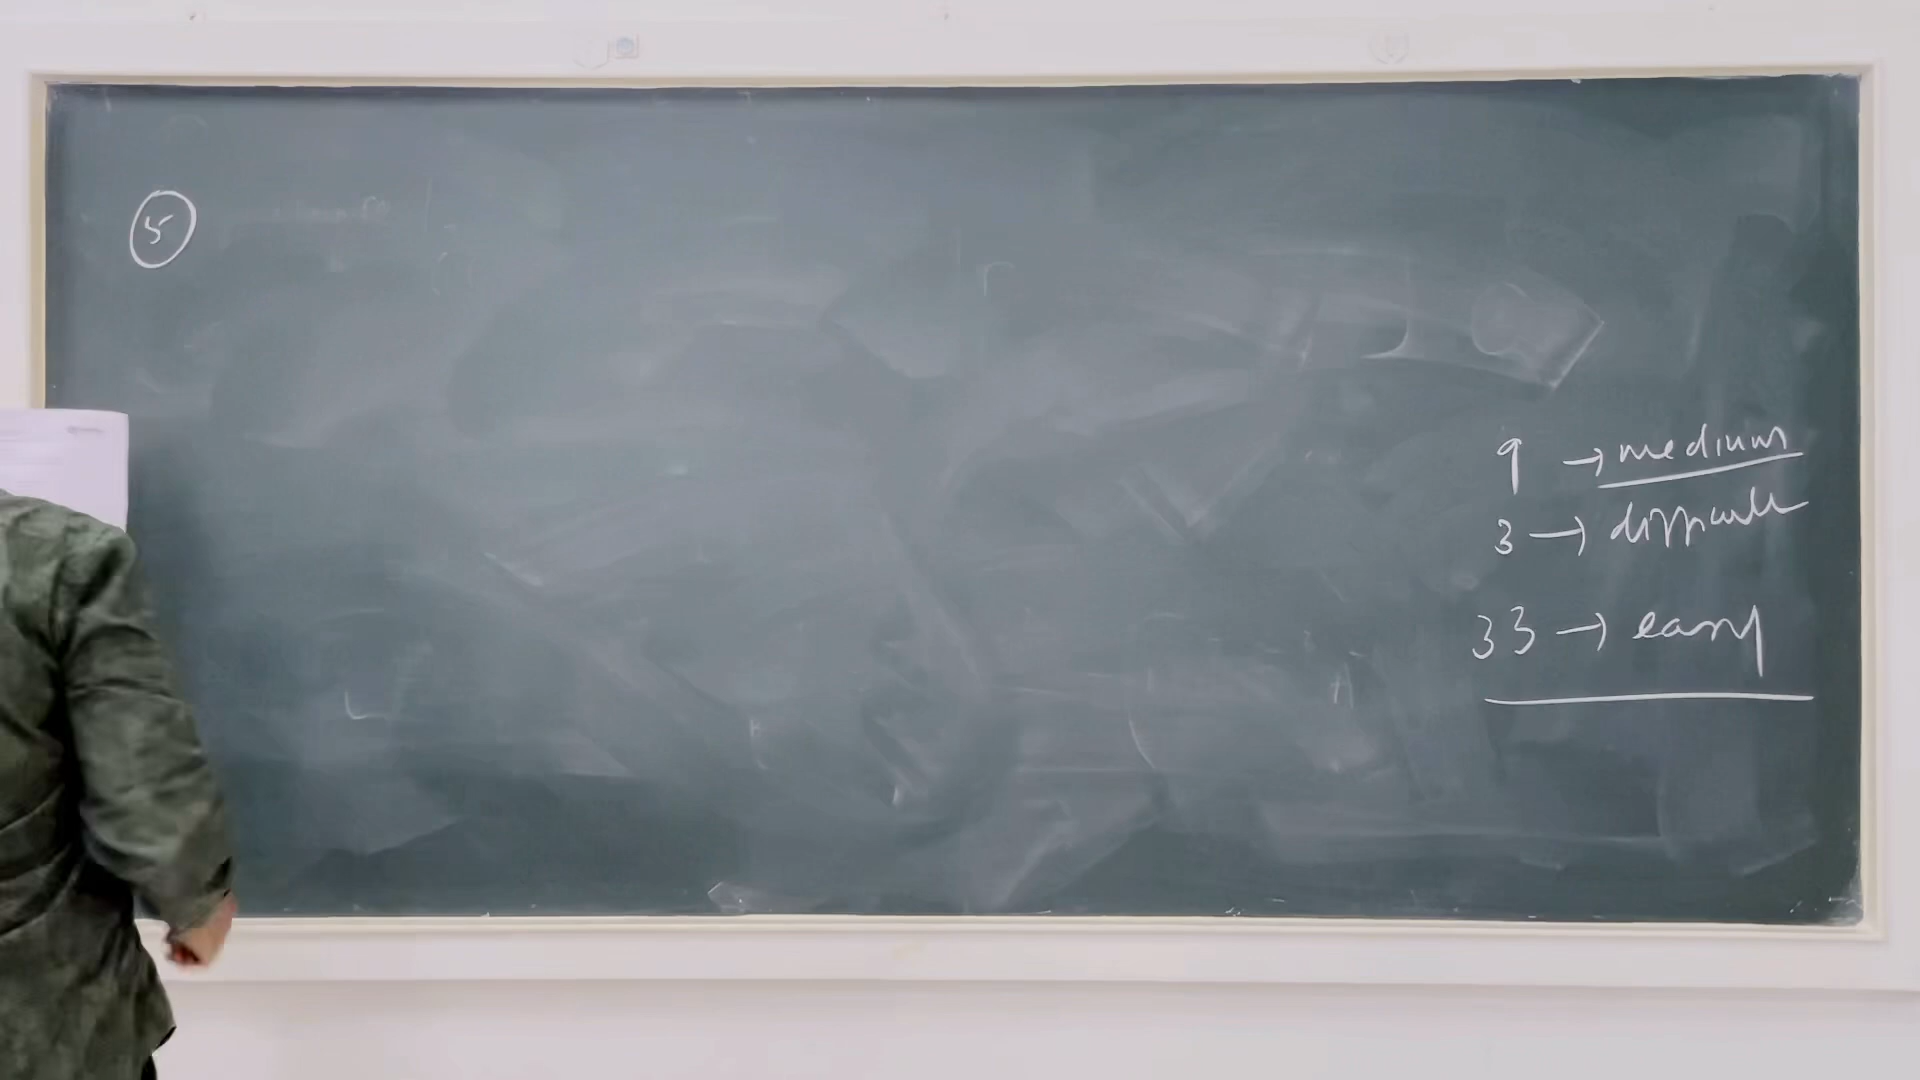 5
9 → medium
3 → difficult
33 → easy